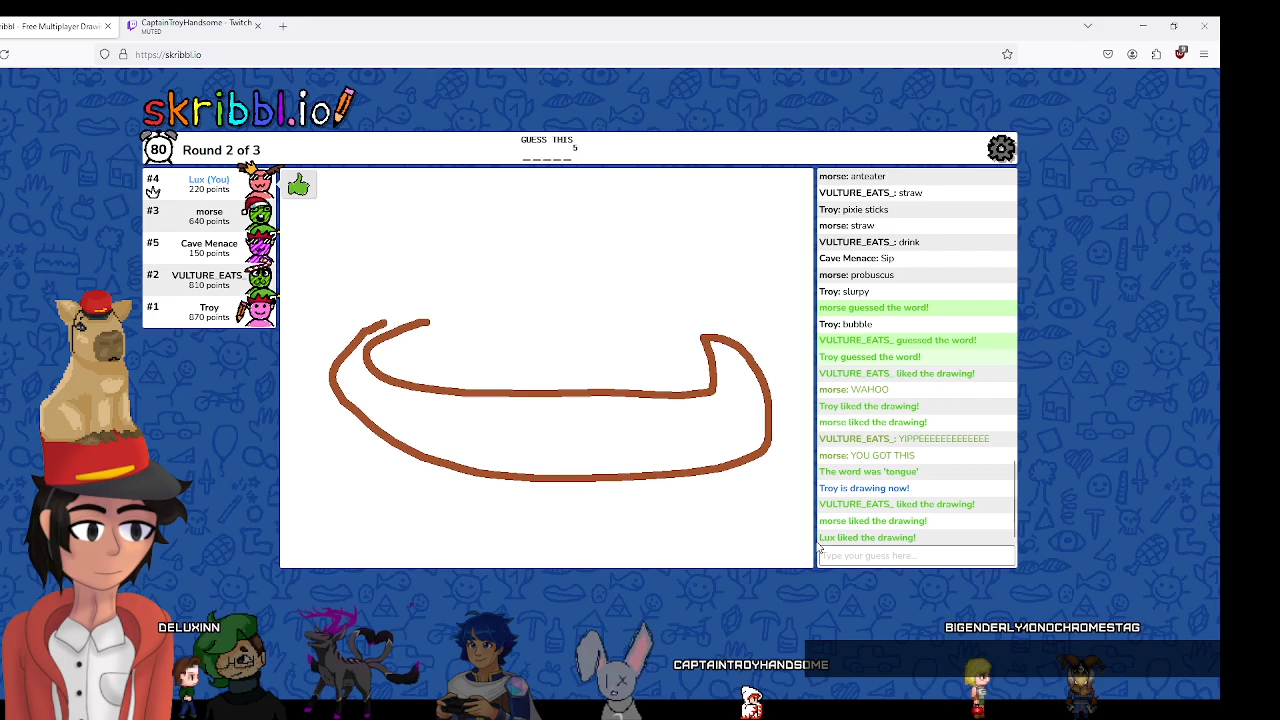 ribbl - Free Multiplayer Drawi
CaptainTroyHandsome - Twitch
MUTED
https://skribbl.io
skribbl.io
80
Round 2 of 3
GUESS THIS
_____ 5
#4 Lux (You)
220 points
#3 morse
640 points
#5 Cave Menace
150 points
#2 VULTURE_EATS_
810 points
#1 Troy
870 points
morse: anteater
VULTURE_EATS_: straw
Troy: pixie sticks
morse: straw
VULTURE_EATS_: drink
Cave Menace: Sip
morse: probuscus
Troy: slurpy
morse guessed the word!
Troy: bubble
VULTURE_EATS_ guessed the word!
Troy guessed the word!
VULTURE_EATS_ liked the drawing!
morse: WAHOO
Troy liked the drawing!
morse liked the drawing!
VULTURE_EATS_: YIPPEEEEEEEEEEEEE
morse: YOU GOT THIS
The word was 'tongue'
Troy is drawing now!
VULTURE_EATS_ liked the drawing!
morse liked the drawing!
Lux liked the drawing!
Type your guess here...
DELUXINN
BIGENDERLYMONOCHROMESTAG
CAPTAINTROYHANDSOME